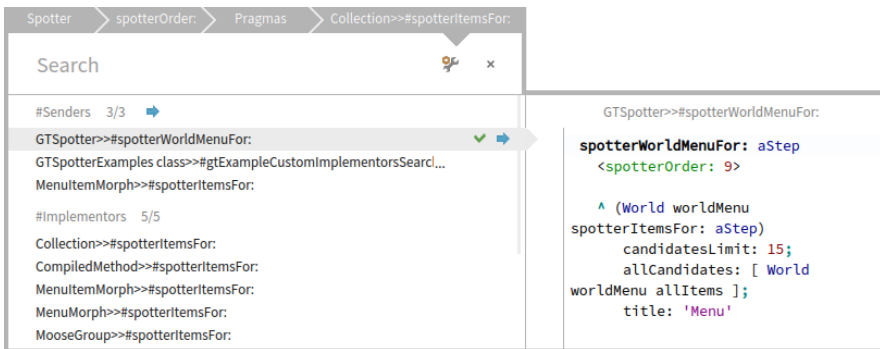 Spotter spotterOrder: Pragmas Collection>>#spotterItemsFor:
Search
#Senders 3/3
GTSpotter>>#spotterWorldMenuFor:
GTSpotterExamples class>>#gtExampleCustomImplementorsSearc...
MenuItemMorph>>#spotterItemsFor:
#Implementors 5/5
Collection>>#spotterItemsFor:
CompiledMethod>>#spotterItemsFor:
MenuItemMorph>>#spotterItemsFor:
MenuMorph>>#spotterItemsFor:
MooseGroup>>#spotterItemsFor:
GTSpotter>>#spotterWorldMenuFor:
spotterWorldMenuFor: aStep
<spotterOrder: 9>
^ (World worldMenu
spotterItemsFor: aStep)
candidatesLimit: 15;
allCandidates: [ World
worldMenu allItems ];
title: 'Menu'